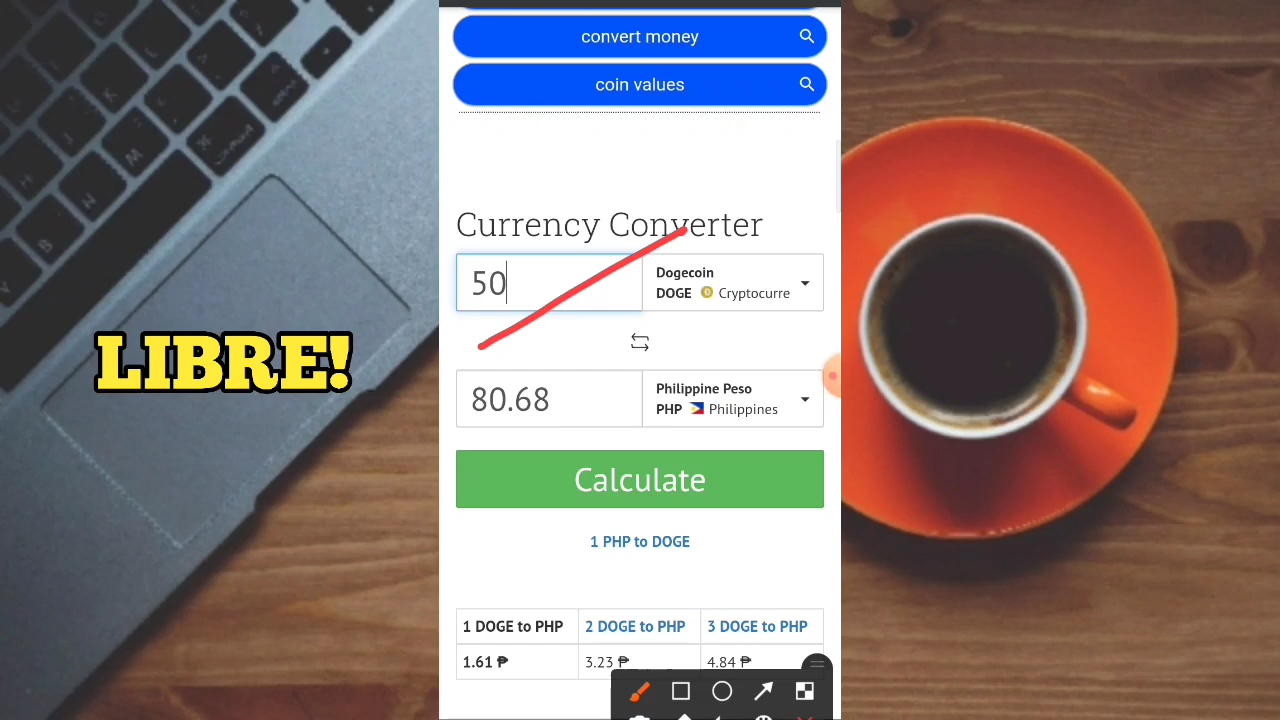 convert money
coin values
Currency Converter
50
Dogecoin
DOGE Cryptocurre
LIBRE!
80.68
Philippine Peso
PHP Philippines
Calculate
1 PHP to DOGE
1 DOGE to PHP 2 DOGE to PHP 3 DOGE to PHP
1.61 ₱ 3.23 ₱ 4.84 ₱